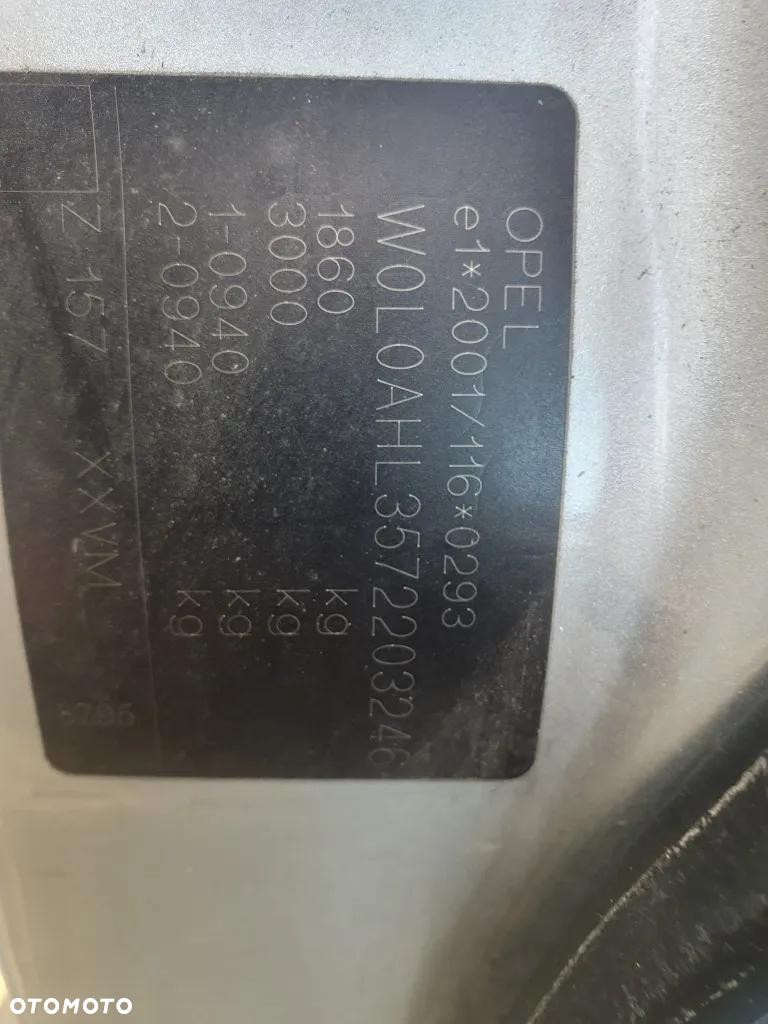 OPEL
e1*2001/116*0293
W0L0AHL3572203246
1860 kg
3000 kg
1-0940 kg
2-0940 kg
Z 157 XXVM
OTOMOTO